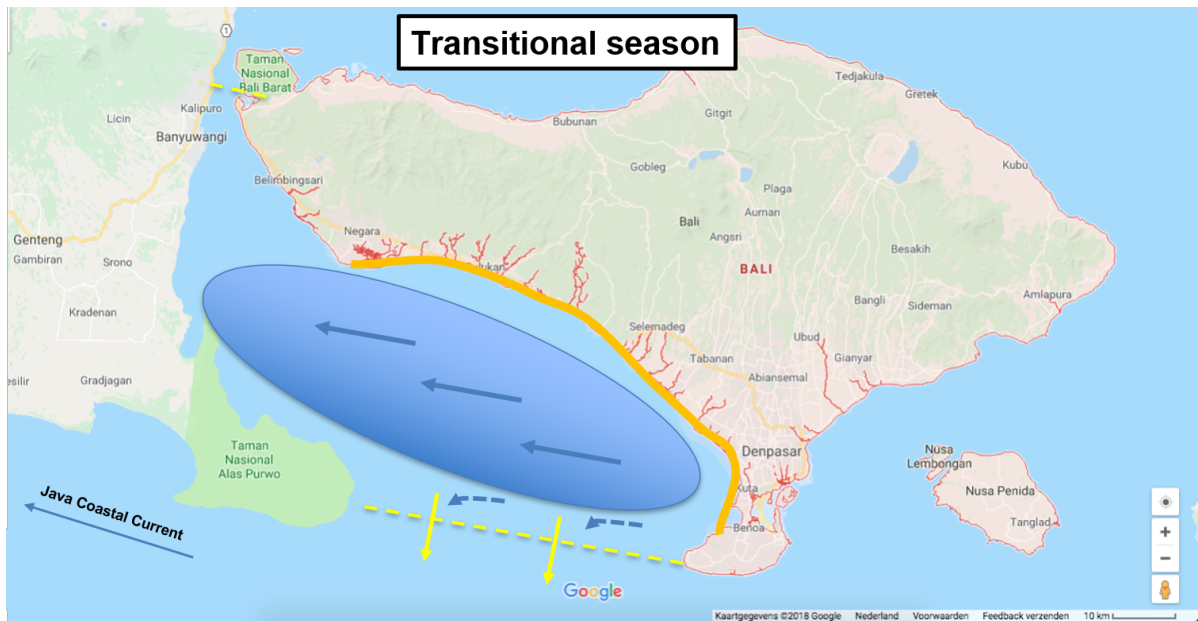 Transitional season
1
Taman
Nasional
Bali Barat
Tedjakula
Gretek
Kalipuro
Licin
Bubunan
Gitgit
Banyuwangi
Gobleg
Kubu
Belimbingsari
Plaga
Auman
Negara
Bali
Angsri
Genteng
Gambiran
Srono
Besakih
BALI
Amlapura
Kradenan
Bangli
Sideman
Selemadeg
Ubud
Tabanan
Gianyar
Gradjagan
Abiansemal
Taman
Nasional
Alas Purwo
Denpasar
Nusa
Lembongan
Java Coastal Current
Kuta
Nusa Penida
Tanglad
Benoa
Google
Kaartgegevens ©2018 Google Nederland Voorwaarden Feedback verzenden 10 km